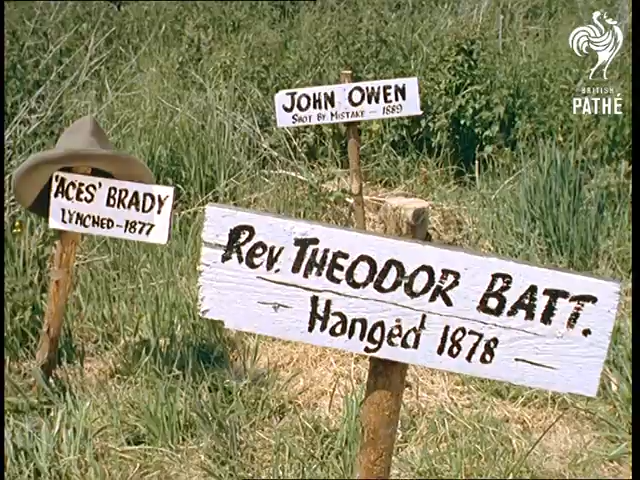 BRITISH
PATHÉ
JOHN OWEN
SHOT BY MISTAKE - 1889
'ACES' BRADY
LYNCHED-1877
Rev. THEODOR BATT.
- Hanged 1878 -